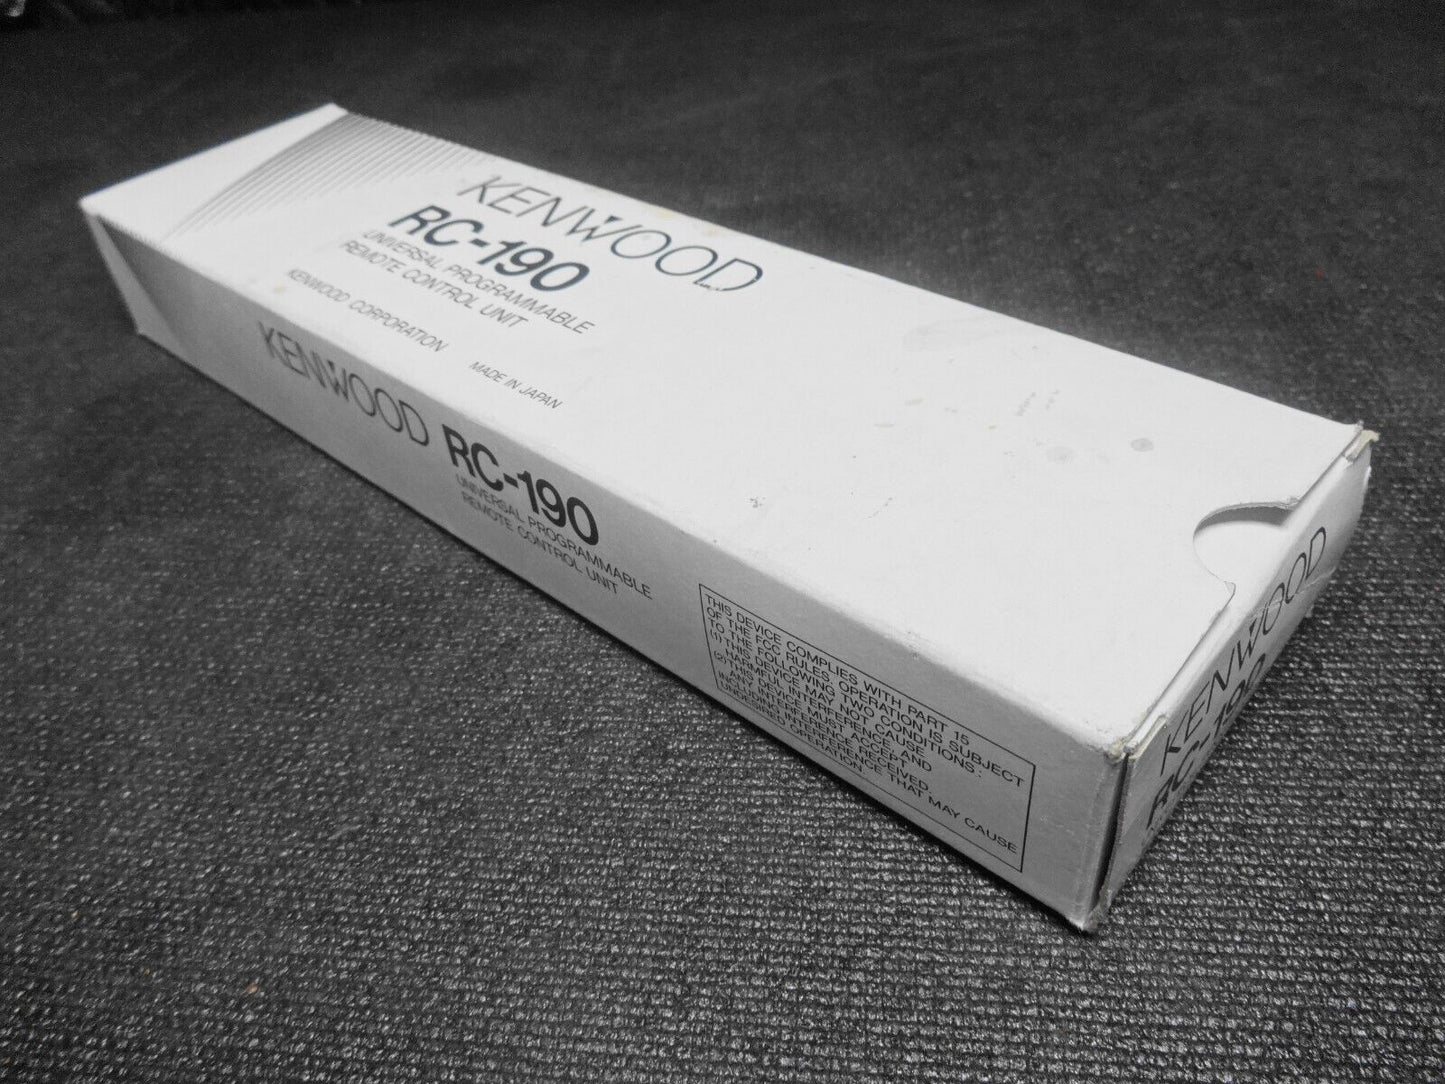 KENWOOD
RC-190
UNIVERSAL PROGRAMMABLE
REMOTE CONTROL UNIT
KENWOOD CORPORATION MADE IN JAPAN
KENWOOD RC-190
UNIVERSAL PROGRAMMABLE
REMOTE CONTROL UNIT
THIS DEVICE COMPLIES WITH PART 15
OF THE FCC RULES, OPERATION IS SUBJECT
TO THE FOLLOWING TWO CONDITIONS:
(1) THIS DEVICE MAY NOT CAUSE
HARMFUL INTERFERENCE, AND
(2) THIS DEVICE MUST ACCEPT
ANY INTERFERENCE RECEIVED,
INCLUDING INTERFERENCE THAT MAY CAUSE
UNDESIRED OPERATION.
KENWOOD
RC-190